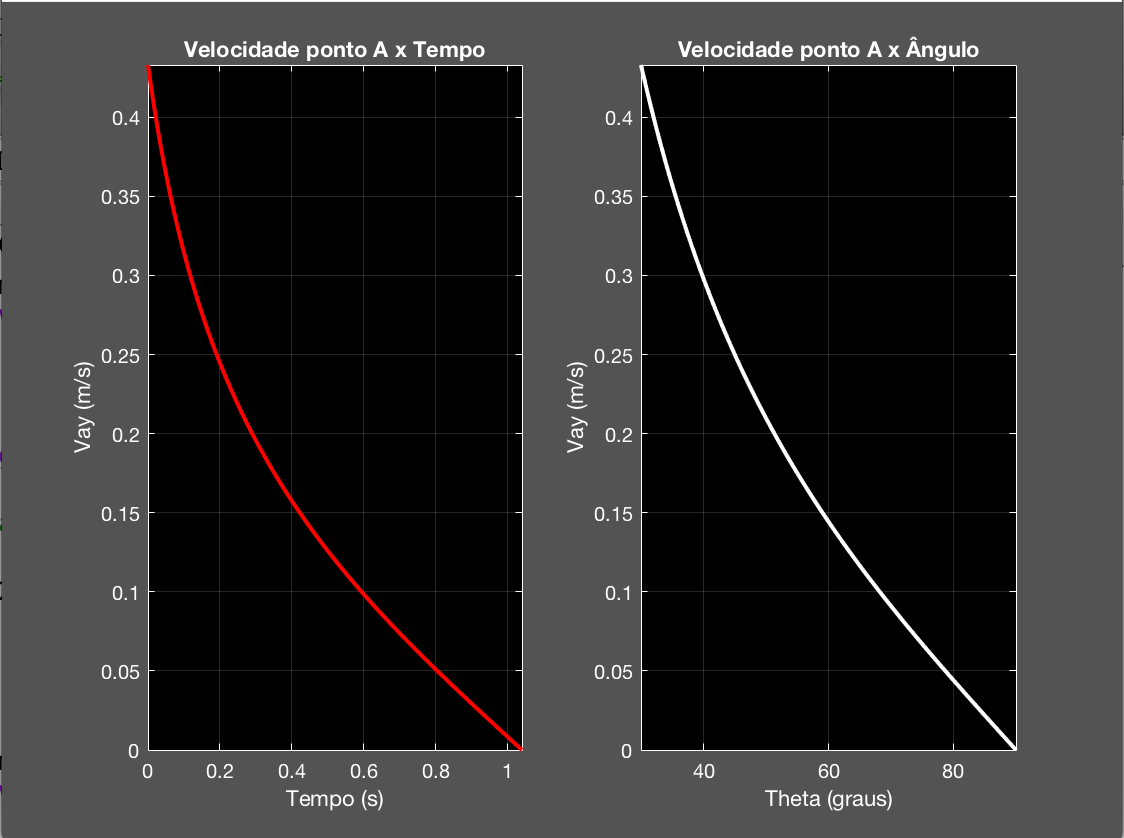 Velocidade ponto A x Tempo
0.4
0.35
0.3
0.25
0.2
0.15
0.1
0.05
0
Vay (m/s)
0 0.2 0.4 0.6 0.8 1
Tempo (s)
Velocidade ponto A x Ângulo
0.4
0.35
0.3
0.25
0.2
0.15
0.1
0.05
0
Vay (m/s)
40 60 80
Theta (graus)